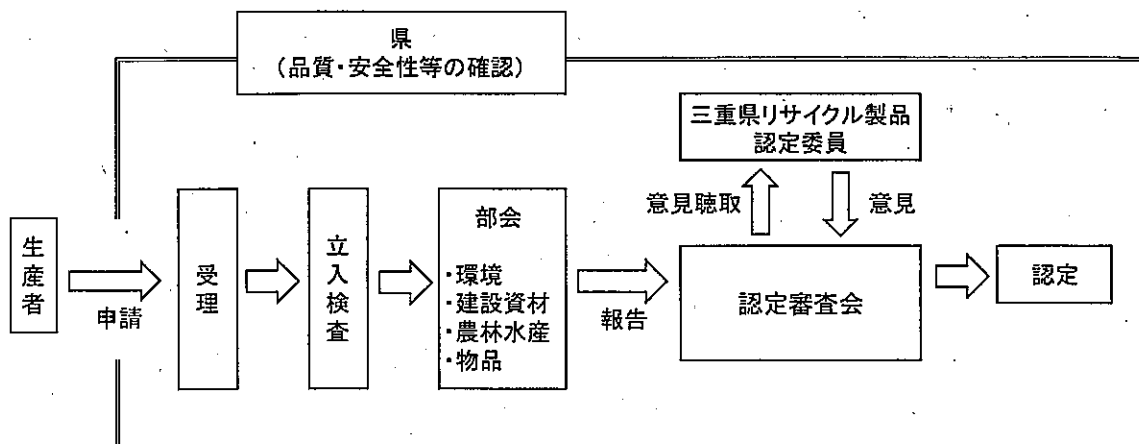 県
(品質・安全性等の確認)
三重県リサイクル製品
認定委員
意見聴取
意見
生産者
申請
受理
立入検査
部会
・環境
・建設資材
・農林水産
・物品
報告
認定審査会
認定